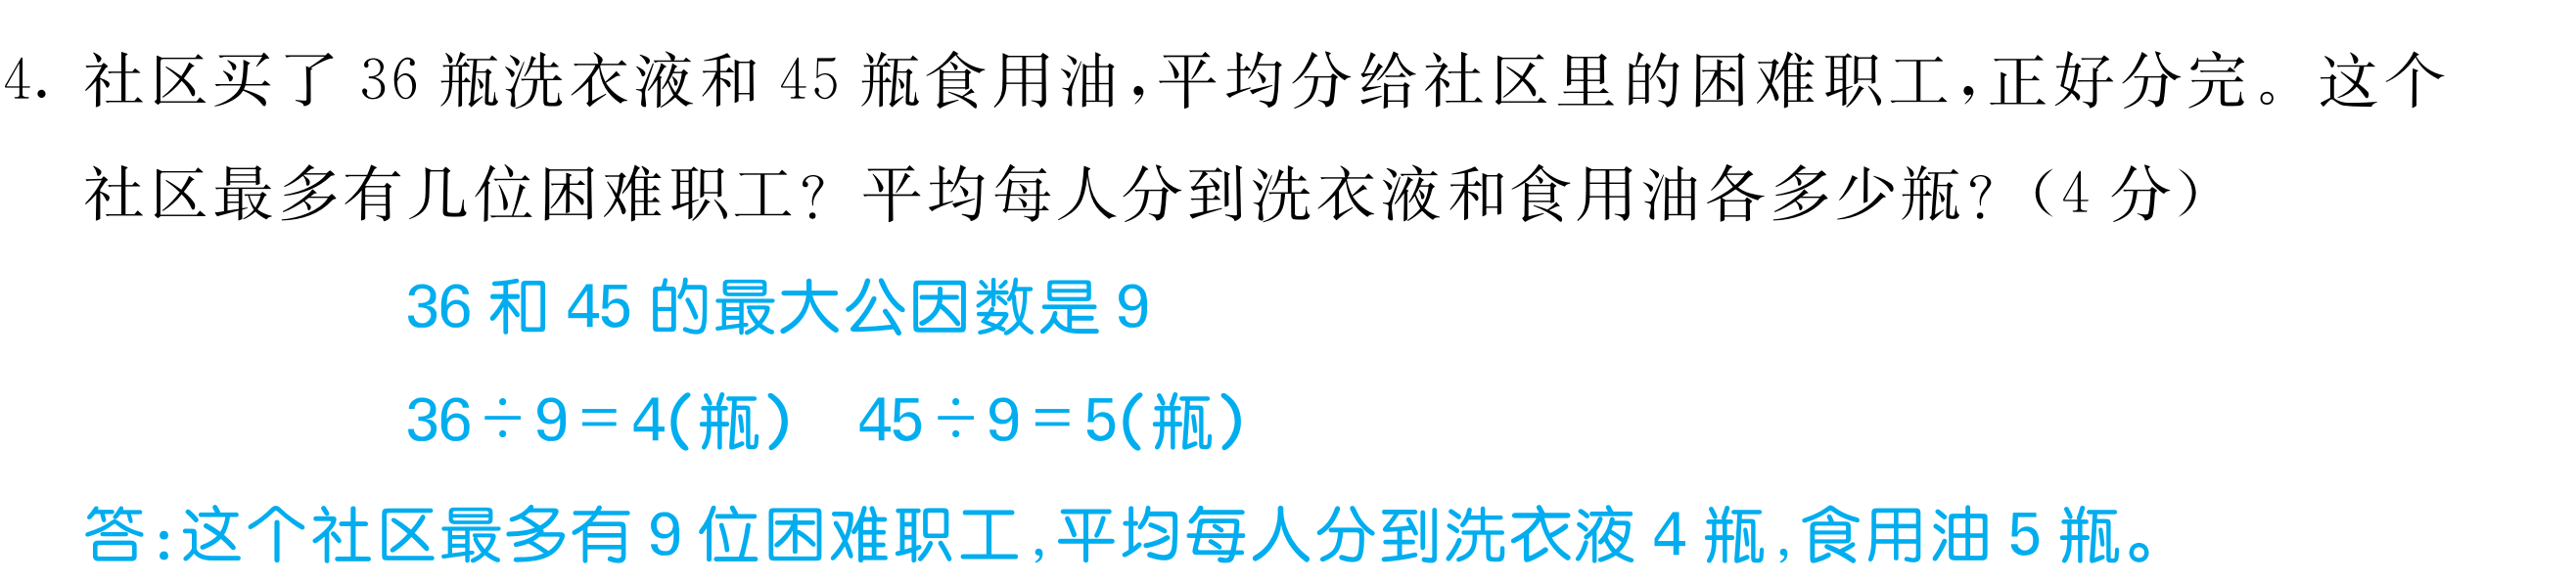 4. 社区买了 36 瓶洗衣液和 45 瓶食用油,平均分给社区里的困难职工,正好分完。这个
社区最多有几位困难职工?平均每人分到洗衣液和食用油各多少瓶?(4 分)
36 和 45 的最大公因数是 9
36÷9=4(瓶) 45÷9=5(瓶)
答:这个社区最多有 9 位困难职工,平均每人分到洗衣液 4 瓶,食用油 5 瓶。